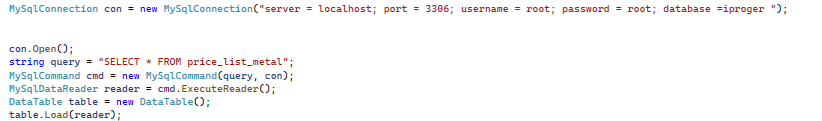 MySqlConnection con = new MySqlConnection("server = localhost; port = 3306; username = root; password = root; database =iproger ");
con.Open();
string query = "SELECT * FROM price_list_metal";
MySqlCommand cmd = new MySqlCommand(query, con);
MySqlDataReader reader = cmd.ExecuteReader();
DataTable table = new DataTable();
table.Load(reader);